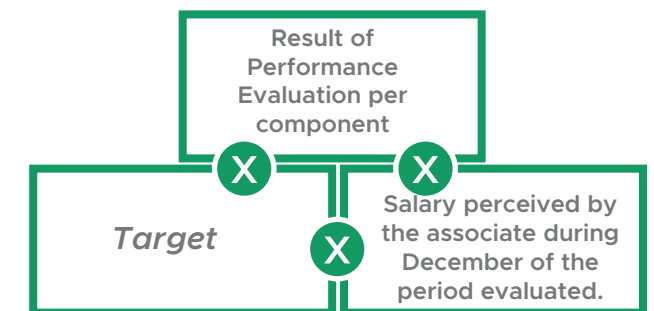 Result of
Performance
Evaluation per
component
X
X
Target
X
Salary perceived by
the associate during
December of the
period evaluated.